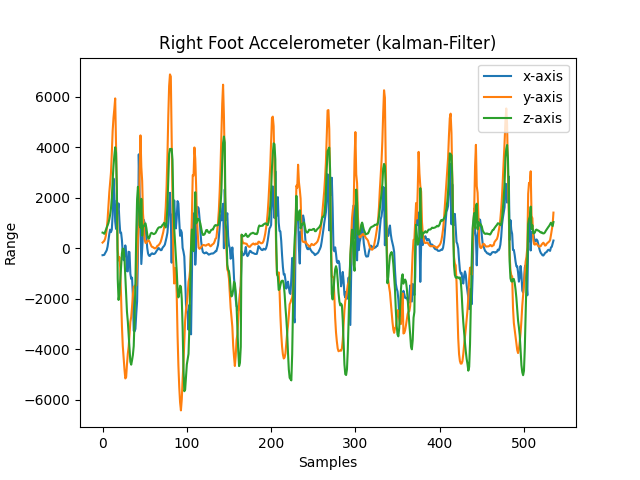 Right Foot Accelerometer (kalman-Filter)
x-axis
y-axis
z-axis
6000
4000
2000
0
−2000
−4000
−6000
Range
0 100 200 300 400 500
Samples